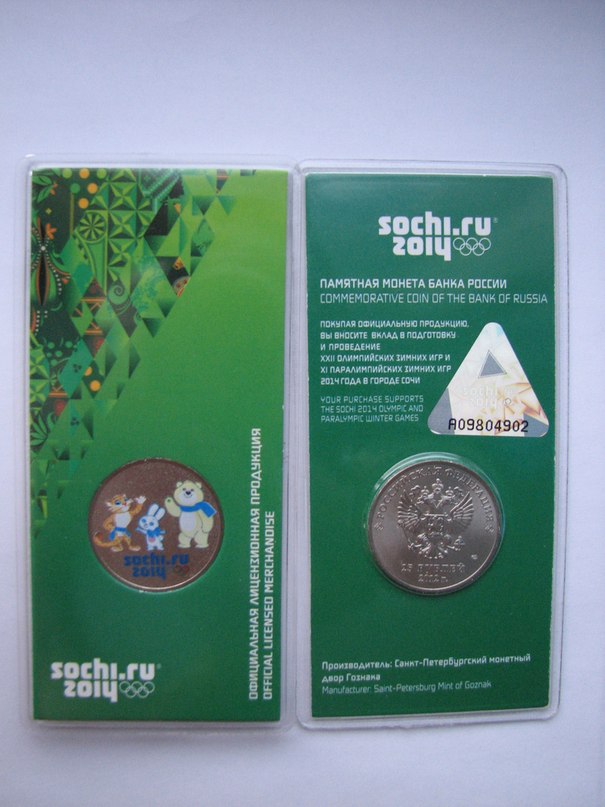 sochi.ru
2014
ОФИЦИАЛЬНАЯ ЛИЦЕНЗИОННАЯ ПРОДУКЦИЯ
OFFICIAL LICENSED MERCHANDISE
sochi.ru
2014
sochi.ru®
2014
ПАМЯТНАЯ МОНЕТА БАНКА РОССИИ
COMMEMORATIVE COIN OF THE BANK OF RUSSIA
ПОКУПАЯ ОФИЦИАЛЬНУЮ ПРОДУКЦИЮ,
ВЫ ВНОСИТЕ ВКЛАД В ПОДГОТОВКУ
И ПРОВЕДЕНИЕ
XXII ОЛИМПИЙСКИХ ЗИМНИХ ИГР И
XI ПАРАЛИМПИЙСКИХ ЗИМНИХ ИГР
2014 ГОДА В ГОРОДЕ СОЧИ
YOUR PURCHASE SUPPORTS
THE SOCHI 2014 OLYMPIC AND
PARALYMPIC WINTER GAMES
sochi
2014
A09804902
РОССИЙСКАЯ ФЕДЕРАЦИЯ
25 РУБЛЕЙ
2012 г.
Производитель: Санкт-Петербургский монетный
двор Гознака
Manufacturer: Saint-Petersburg Mint of Goznak